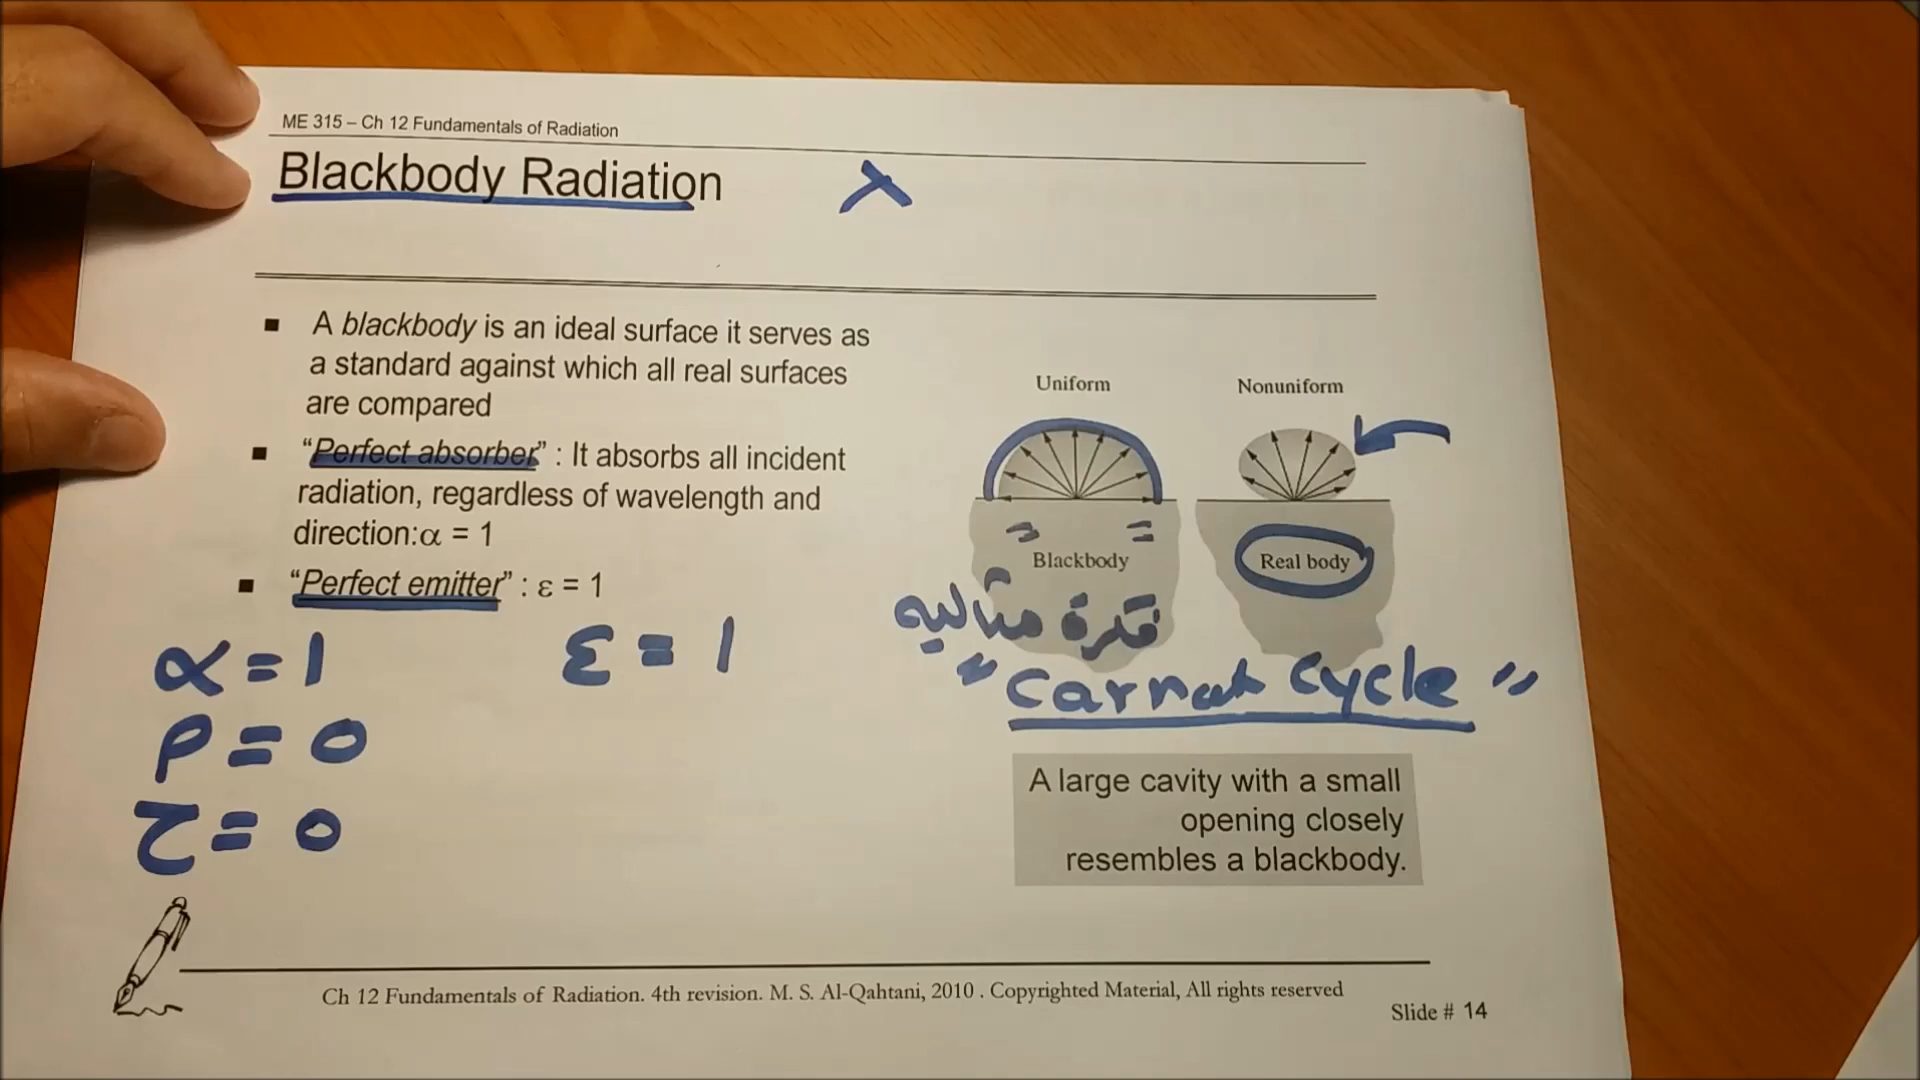 ME 315 – Ch 12 Fundamentals of Radiation
Blackbody Radiation
▪ A blackbody is an ideal surface it serves as
a standard against which all real surfaces
are compared
▪ “Perfect absorber” : It absorbs all incident
radiation, regardless of wavelength and
direction:α = 1
▪ “Perfect emitter” : ε = 1
α = 1
ε = 1
ρ = 0
τ = 0
Uniform
Nonuniform
Blackbody
Real body
قدرة مثاليه
"Carnot cycle"
A large cavity with a small
opening closely
resembles a blackbody.
Ch 12 Fundamentals of Radiation. 4th revision. M. S. Al-Qahtani, 2010 . Copyrighted Material, All rights reserved
Slide # 14